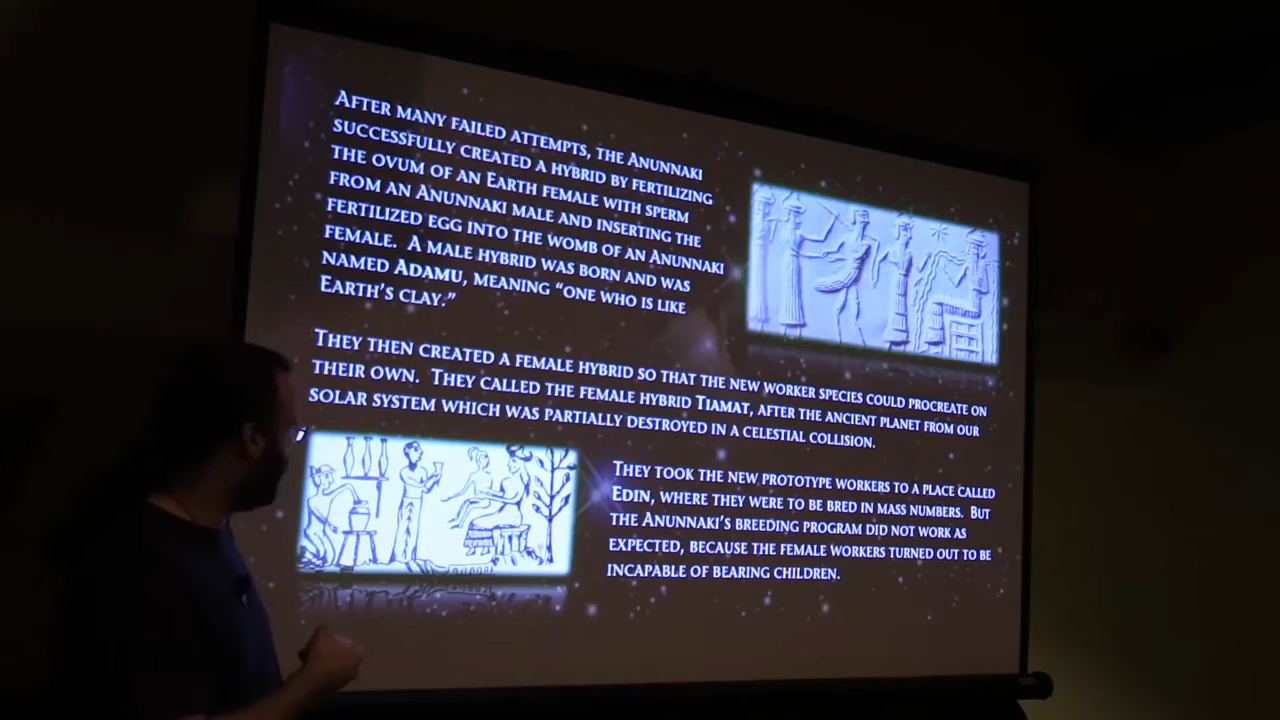 After many failed attempts, the Anunnaki
successfully created a hybrid by fertilizing
the ovum of an Earth female with sperm
from an Anunnaki male and inserting the
fertilized egg into the womb of an Anunnaki
female. A male hybrid was born and was
named Adamu, meaning “one who is like
Earth’s clay.”
They then created a female hybrid so that the new worker species could procreate on
their own. They called the female hybrid Tiamat, after the ancient planet from our
solar system which was partially destroyed in a celestial collision.
They took the new prototype workers to a place called
Edin, where they were to be bred in mass numbers. But
the Anunnaki’s breeding program did not work as
expected, because the female workers turned out to be
incapable of bearing children.